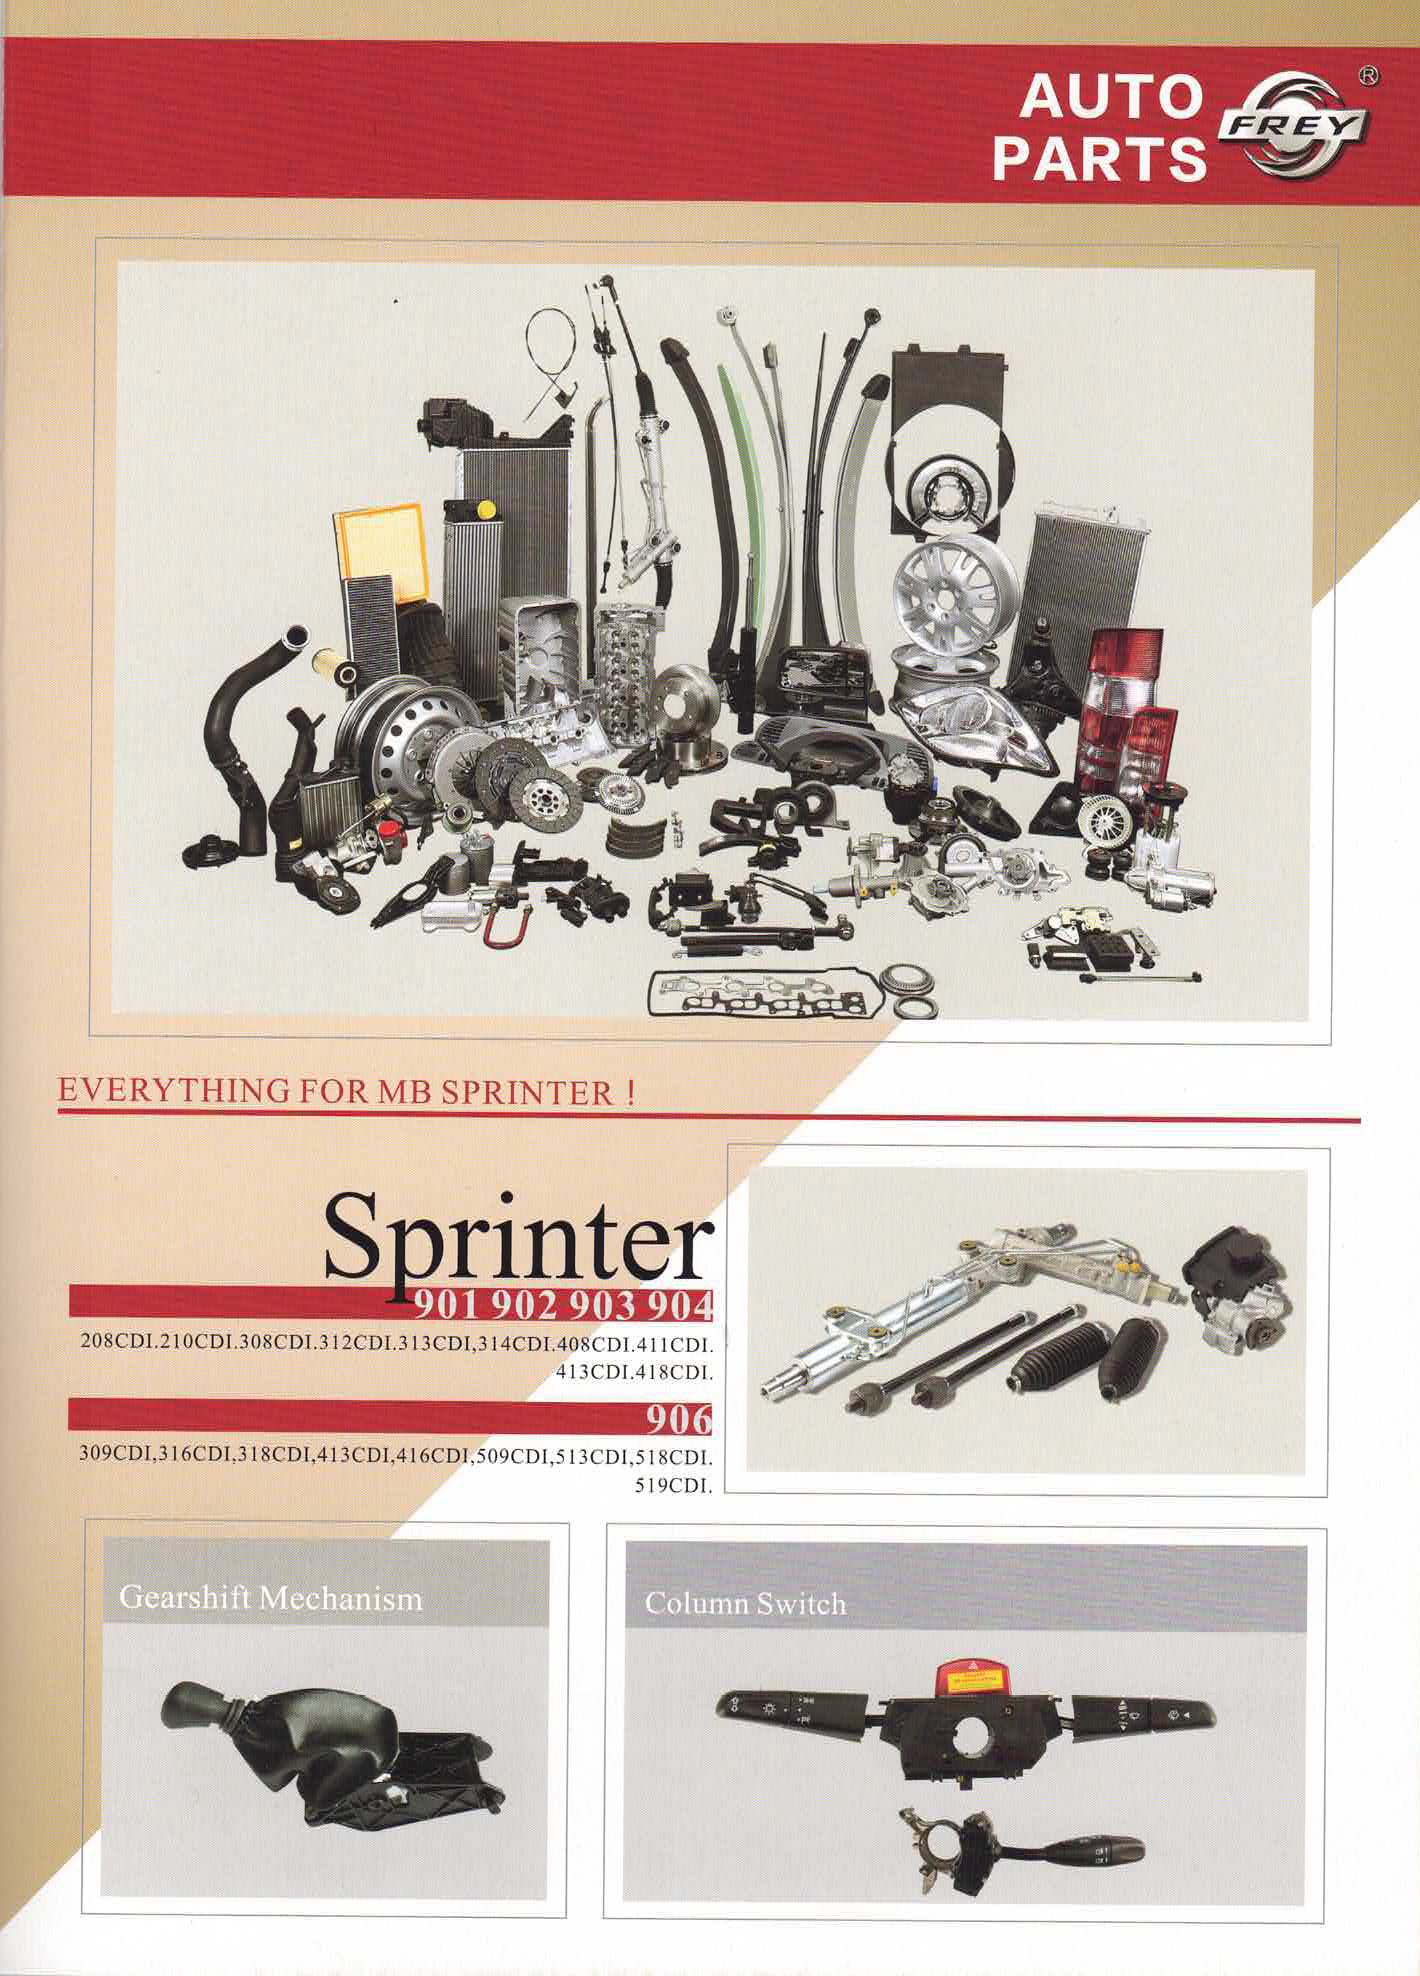 AUTO
PARTS
FREY
®
EVERYTHING FOR MB SPRINTER !
Sprinter
901 902 903 904
208CDI.210CDI.308CDI.312CDI.313CDI,314CDI.408CDI.411CDI.
413CDI.418CDI.
906
309CDI,316CDI,318CDI,413CDI,416CDI,509CDI,513CDI,518CDI.
519CDI.
Gearshift Mechanism
Column Switch